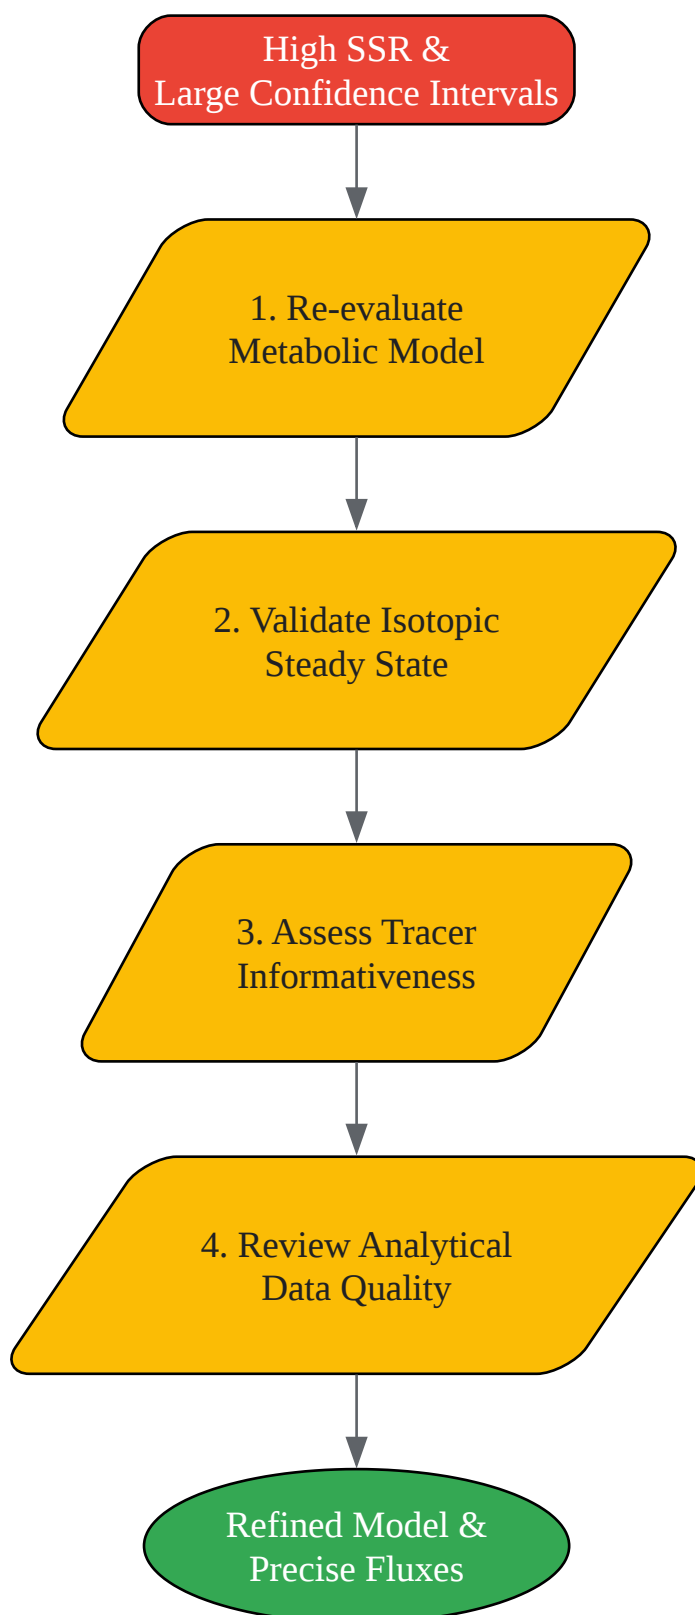 High SSR &
Large Confidence Intervals
1. Re-evaluate
Metabolic Model
2. Validate Isotopic
Steady State
3. Assess Tracer
Informativeness
4. Review Analytical
Data Quality
Refined Model &
Precise Fluxes